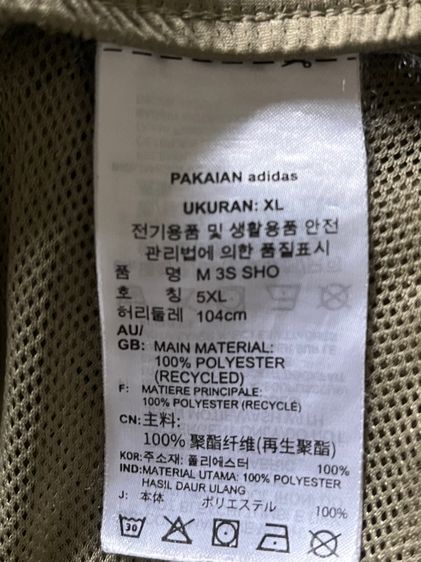 PAKAIAN adidas
UKURAN: XL
전기용품 및 생활용품 안전
관리법에 의한 품질표시
품 명 M 3S SHO
호 칭 5XL
허리둘레 104cm
AU/
GB: MAIN MATERIAL:
100% POLYESTER
(RECYCLED)
F: MATIERE PRINCIPALE:
100% POLYESTER (RECYCLÉ)
CN: 主料:
100% 聚酯纤维(再生聚酯)
KOR: 주소재: 폴리에스터 100%
IND: MATERIAL UTAMA: 100% POLYESTER
HASIL DAUR ULANG
J: 本体 ポリエステル 100%
30